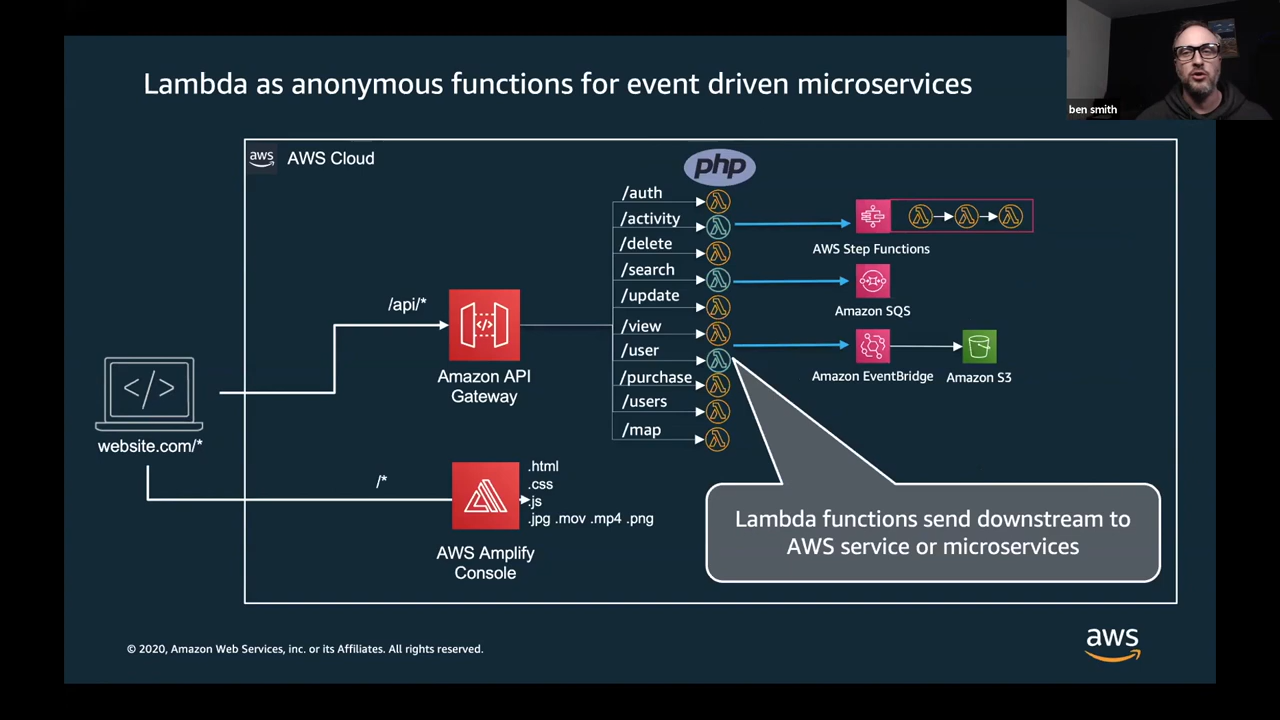 Lambda as anonymous functions for event driven microservices
ben smith
aws
AWS Cloud
php
/auth
/activity
/delete
/search
/update
/view
/user
/purchase
/users
/map
AWS Step Functions
Amazon SQS
Amazon EventBridge
Amazon S3
/api/*
</>
Amazon API
Gateway
</>
website.com/*
/*
.html
.css
.js
.jpg .mov .mp4 .png
AWS Amplify
Console
Lambda functions send downstream to
AWS service or microservices
© 2020, Amazon Web Services, inc. or its Affiliates. All rights reserved.
aws